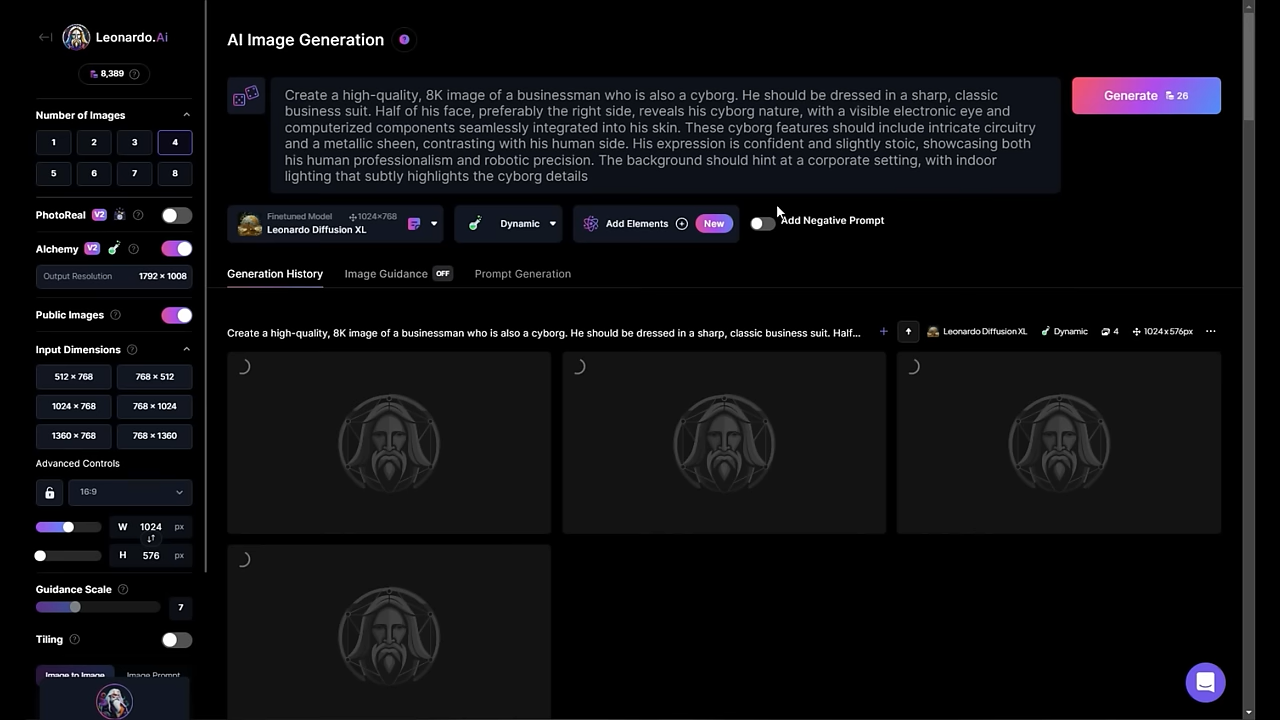 Leonardo.Ai
8,389
Number of Images
1 2 3 4
5 6 7 8
PhotoReal V2
Alchemy V2
Output Resolution 1792 × 1008
Public Images
Input Dimensions
512 × 768 768 × 512
1024 × 768 768 × 1024
1360 × 768 768 × 1360
Advanced Controls
16:9
W 1024 px
H 576 px
Guidance Scale
7
Tiling
Image to Image Image Prompt
AI Image Generation
Create a high-quality, 8K image of a businessman who is also a cyborg. He should be dressed in a sharp, classic
business suit. Half of his face, preferably the right side, reveals his cyborg nature, with a visible electronic eye and
computerized components seamlessly integrated into his skin. These cyborg features should include intricate circuitry
and a metallic sheen, contrasting with his human side. His expression is confident and slightly stoic, showcasing both
his human professionalism and robotic precision. The background should hint at a corporate setting, with indoor
lighting that subtly highlights the cyborg details
Generate 26
Finetuned Model 1024×768
Leonardo Diffusion XL
Dynamic
Add Elements New
Add Negative Prompt
Generation History Image Guidance OFF Prompt Generation
Create a high-quality, 8K image of a businessman who is also a cyborg. He should be dressed in a sharp, classic business suit. Half... Leonardo Diffusion XL Dynamic 4 1024x576px